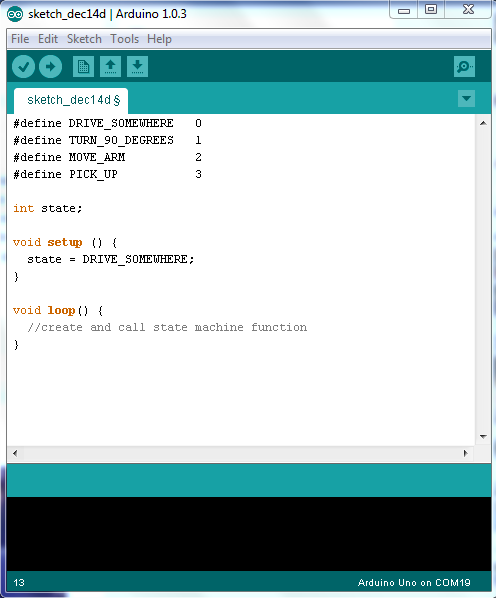 sketch_dec14d | Arduino 1.0.3
File Edit Sketch Tools Help
sketch_dec14d §
#define DRIVE_SOMEWHERE   0
#define TURN_90_DEGREES   1
#define MOVE_ARM          2
#define PICK_UP           3

int state;

void setup () {
  state = DRIVE_SOMEWHERE;
}

void loop() {
  //create and call state machine function
}
13
Arduino Uno on COM19